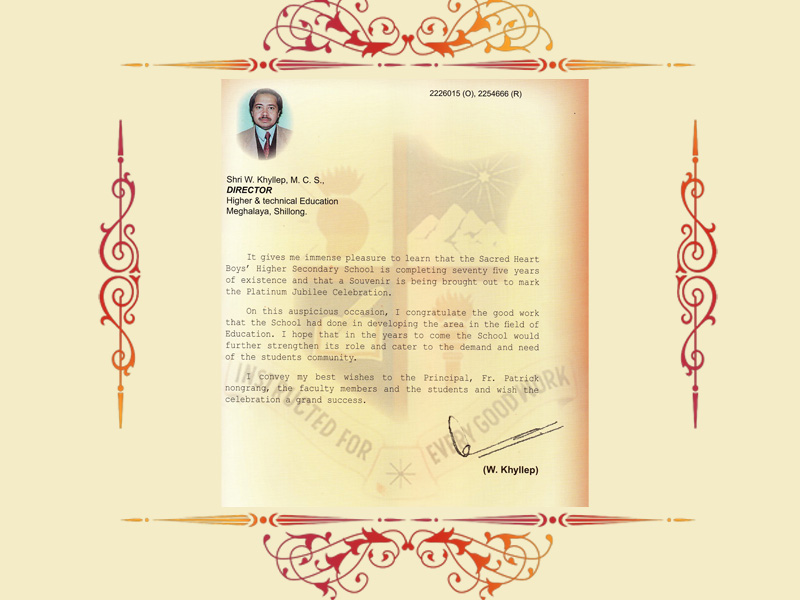 2226015 (O), 2254666 (R)
Shri W. Khyllep, M. C. S.,
DIRECTOR
Higher & technical Education
Meghalaya, Shillong.
It gives me immense pleasure to learn that the Sacred Heart
Boys' Higher Secondary School is completing seventy five years
of existence and that a Souvenir is being brought out to mark
the Platinum Jubilee Celebration.
On this auspicious occasion, I congratulate the good work
that the School had done in developing the area in the field of
Education. I hope that in the years to come the School would
further strengthen its role and cater to the demand and need
of the students community.
I convey my best wishes to the Principal, Fr. Patrick
nongrang, the faculty members and the students and wish the
celebration a grand success.
INSTRUCTED FOR EVERY GOOD WORK
(W. Khyllep)